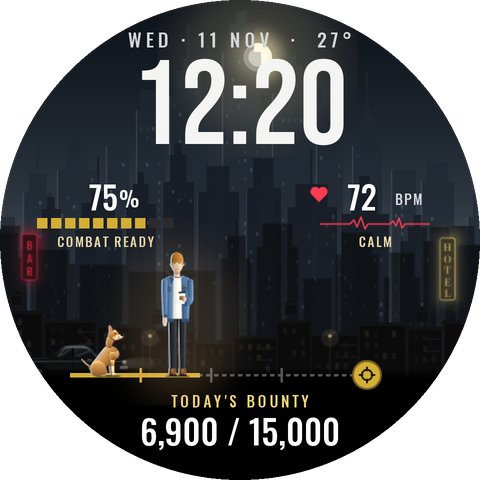 WED · 11 NOV · 27°
12:20
75%
COMBAT READY
72 BPM
CALM
BAR
HOTEL
TODAY'S BOUNTY
6,900 / 15,000